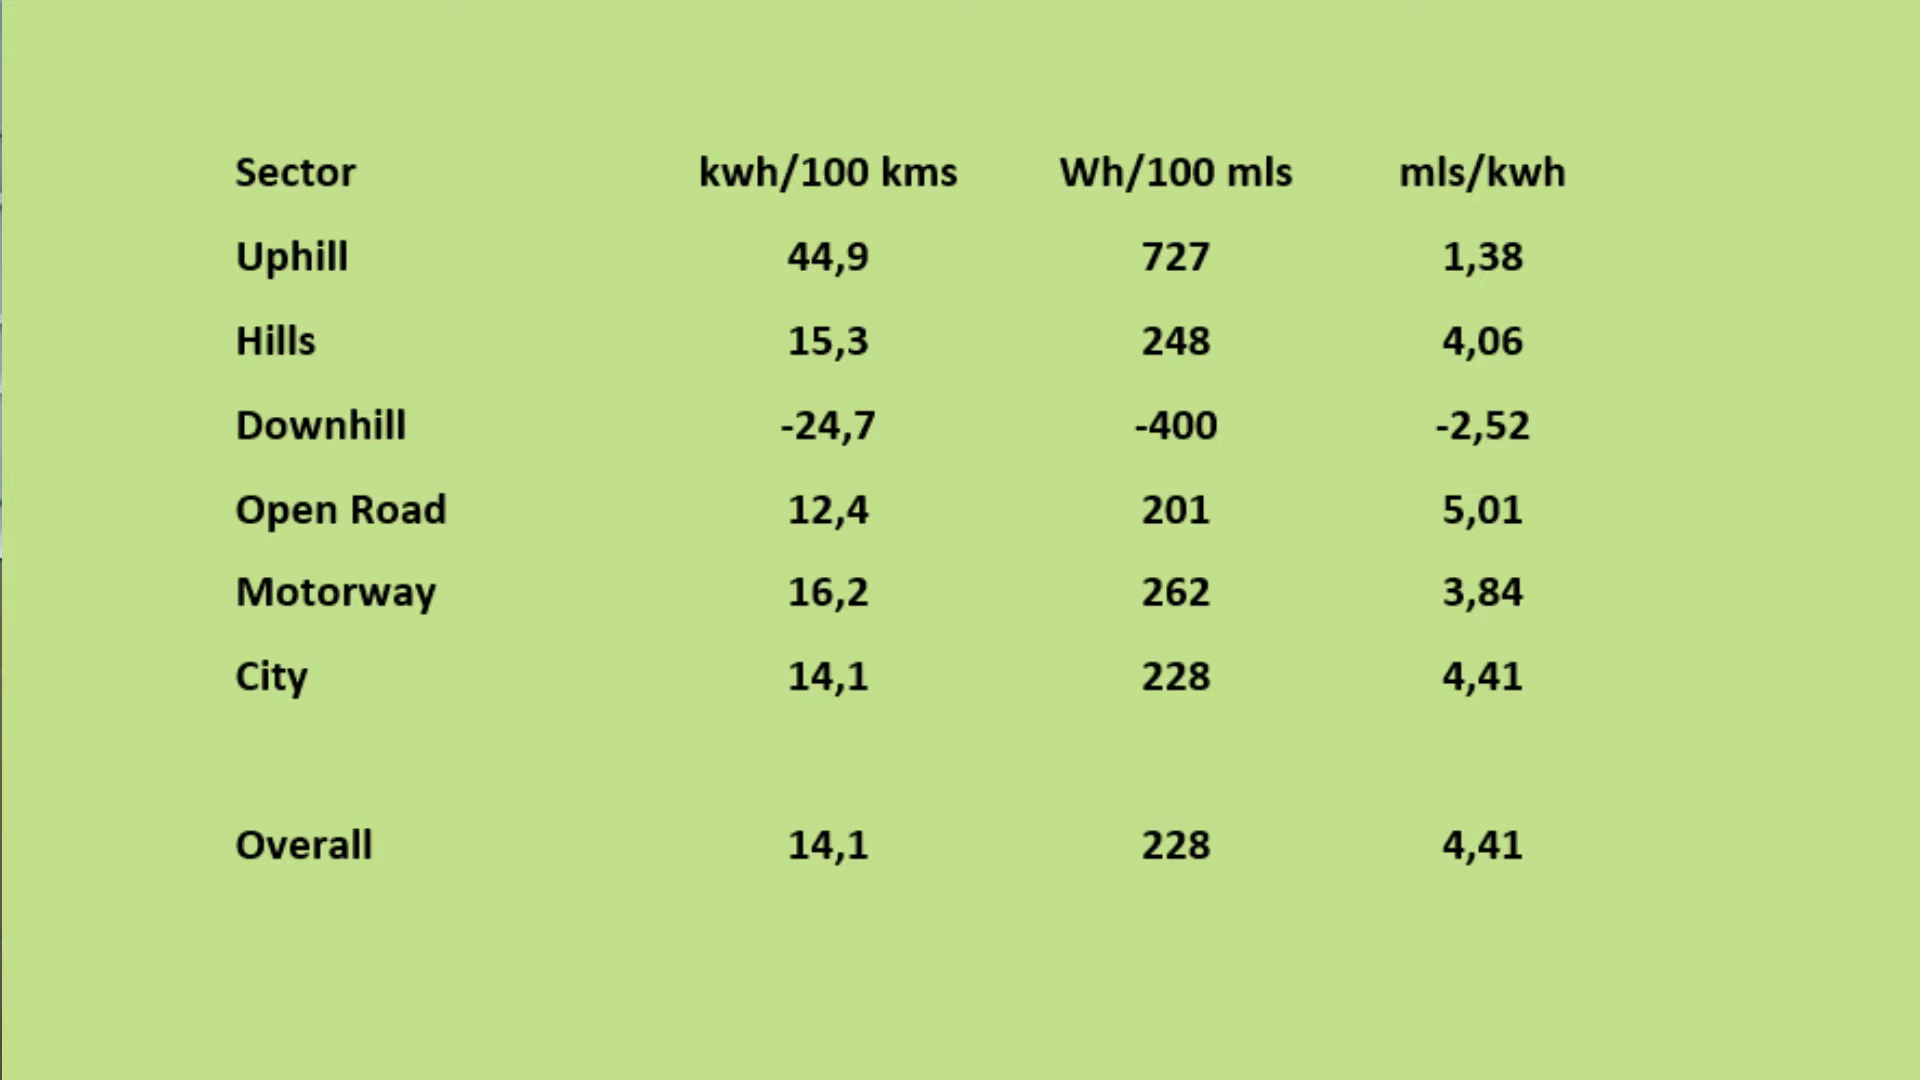 Sector kwh/100 kms Wh/100 mls mls/kwh
Uphill 44,9 727 1,38
Hills 15,3 248 4,06
Downhill -24,7 -400 -2,52
Open Road 12,4 201 5,01
Motorway 16,2 262 3,84
City 14,1 228 4,41
Overall 14,1 228 4,41